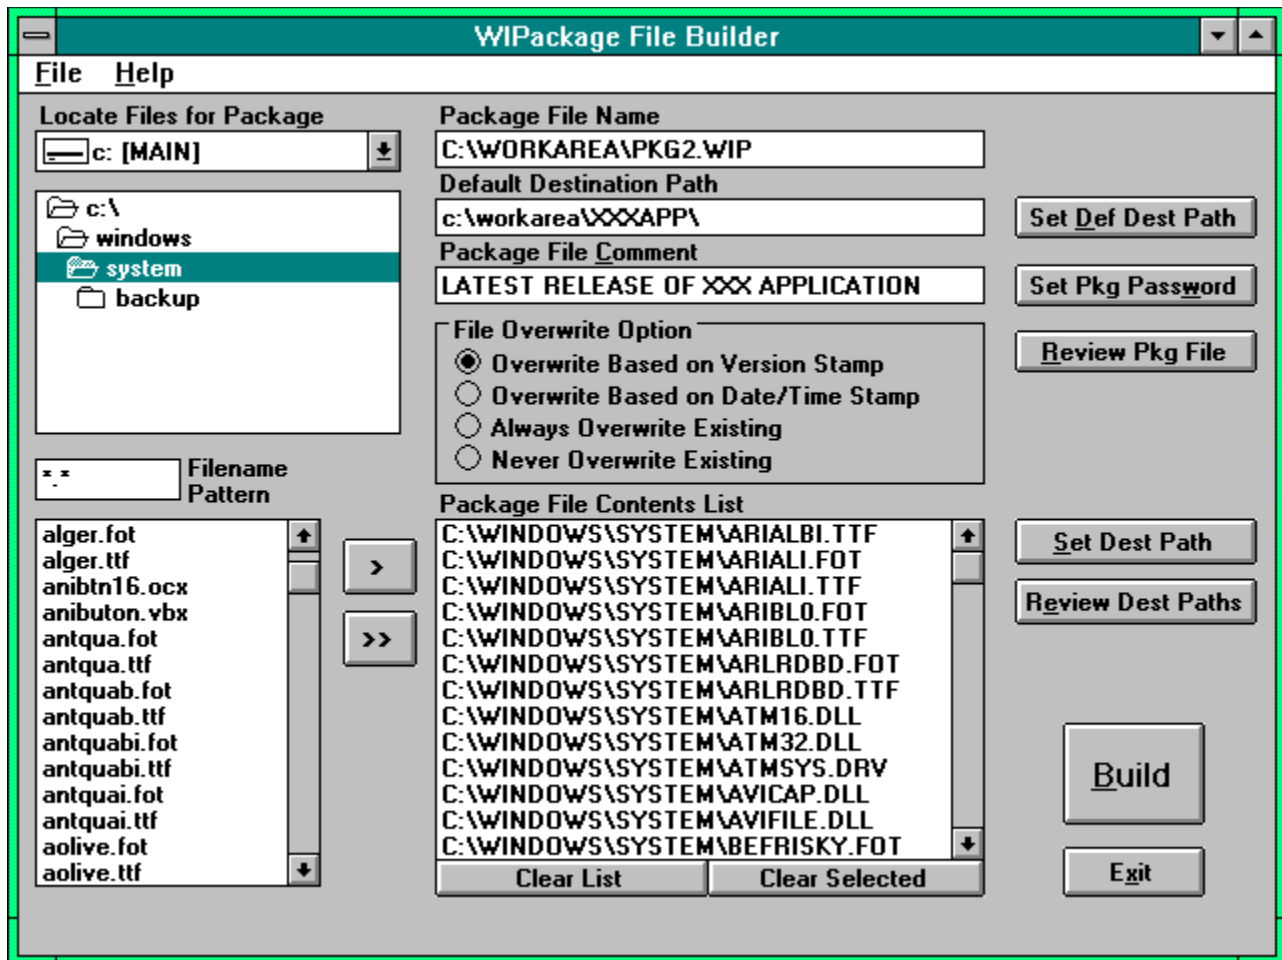 WIPackage File Builder
File Help
Locate Files for Package
c: [MAIN]
c:\
windows
system
backup
*.*
Filename
Pattern
alger.fot
alger.ttf
anibtn16.ocx
anibuton.vbx
antqua.fot
antqua.ttf
antquab.fot
antquab.ttf
antquabi.fot
antquabi.ttf
antquai.fot
antquai.ttf
aolive.fot
aolive.ttf
>
>>
Package File Name
C:\WORKAREA\PKG2.WIP
Default Destination Path
c:\workarea\XXXAPP\
Package File Comment
LATEST RELEASE OF XXX APPLICATION
File Overwrite Option
Overwrite Based on Version Stamp
Overwrite Based on Date/Time Stamp
Always Overwrite Existing
Never Overwrite Existing
Package File Contents List
C:\WINDOWS\SYSTEM\ARIALBI.TTF
C:\WINDOWS\SYSTEM\ARIALI.FOT
C:\WINDOWS\SYSTEM\ARIALI.TTF
C:\WINDOWS\SYSTEM\ARIBL0.FOT
C:\WINDOWS\SYSTEM\ARIBL0.TTF
C:\WINDOWS\SYSTEM\ARLRDBD.FOT
C:\WINDOWS\SYSTEM\ARLRDBD.TTF
C:\WINDOWS\SYSTEM\ATM16.DLL
C:\WINDOWS\SYSTEM\ATM32.DLL
C:\WINDOWS\SYSTEM\ATMSYS.DRV
C:\WINDOWS\SYSTEM\AVICAP.DLL
C:\WINDOWS\SYSTEM\AVIFILE.DLL
C:\WINDOWS\SYSTEM\BEFRISKY.FOT
Clear List
Clear Selected
Set Def Dest Path
Set Pkg Password
Review Pkg File
Set Dest Path
Review Dest Paths
Build
Exit